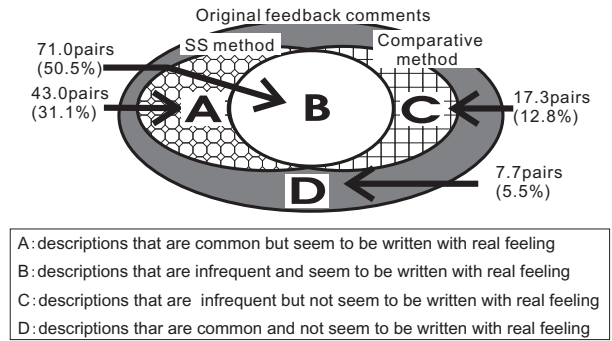 Original feedback comments
71.0pairs
(50.5%)
SS method
Comparative
method
43.0pairs
(31.1%)
A
B
C
17.3pairs
(12.8%)
D
7.7pairs
(5.5%)
A:descriptions that are common but seem to be written with real feeling
B:descriptions that are infrequent and seem to be written with real feeling
C:descriptions that are infrequent but not seem to be written with real feeling
D:descriptions thar are common and not seem to be written with real feeling